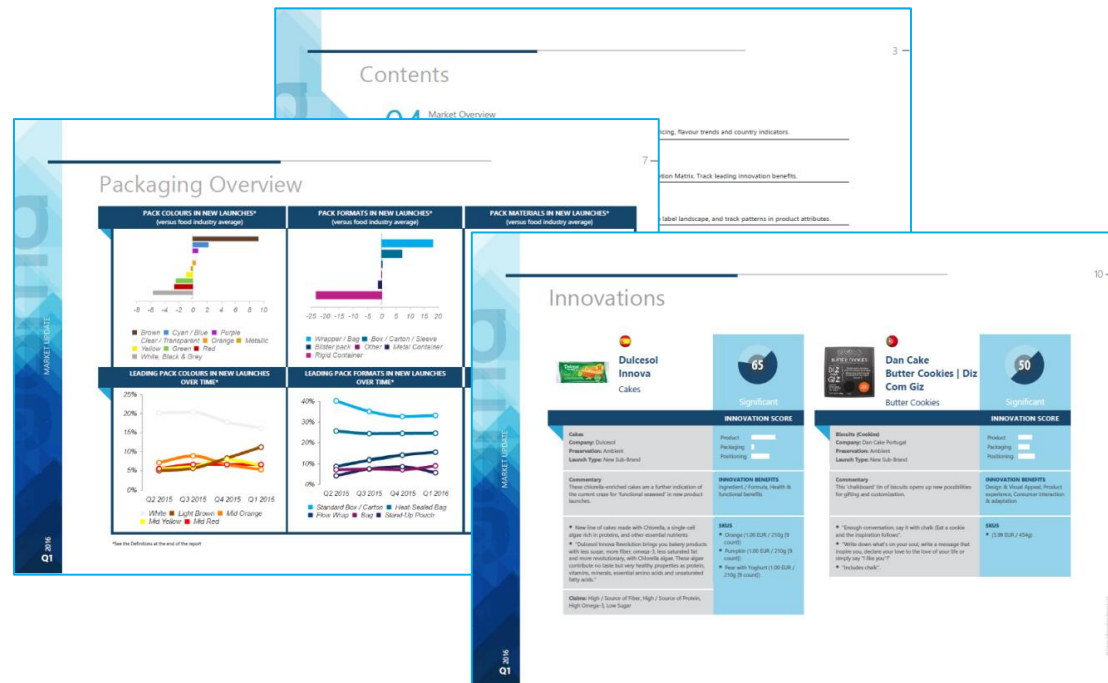 3
Contents
04 Market Overview
icing, flavour trends and country indicators.
tion Matrix. Track leading innovation benefits.
label landscape, and track patterns in product attributes.
7
Packaging Overview
PACK COLOURS IN NEW LAUNCHES*
(versus food industry average)
-8 -6 -4 -2 0 2 4 6 8 10
Brown Cyan / Blue Purple
Clear / Transparent Orange Metallic
Yellow Green Red
White, Black & Grey
PACK FORMATS IN NEW LAUNCHES*
(versus food industry average)
-25 -20 -15 -10 -5 0 5 10 15 20
Wrapper / Bag Box / Carton / Sleeve
Blister pack Other Metal Container
Rigid Container
PACK MATERIALS IN NEW LAUNCHES*
(versus food industry average)
LEADING PACK COLOURS IN NEW LAUNCHES
OVER TIME*
25%
20%
15%
10%
5%
0%
Q2 2015 Q3 2015 Q4 2015 Q1 2016
White Light Brown Mid Orange
Mid Yellow Mid Red
LEADING PACK FORMATS IN NEW LAUNCHES
OVER TIME*
40%
30%
20%
10%
0%
Q2 2015 Q3 2015 Q4 2015 Q1 2016
Standard Box / Carton Heat Sealed Bag
Flow Wrap Bag Stand-Up Pouch
*See the Definitions at the end of the report
MARKET UPDATE
Q1 2016
10
Innovations
Dulcesol
Innova
Cakes
65
Significant
INNOVATION SCORE
Cakes
Company: Dulcesol
Preservation: Ambient
Launch Type: New Sub-Brand
Product
Packaging
Positioning
Commentary
These chlorella-enriched cakes are a further indication of
the current craze for 'functional seaweed' in new product
launches.
INNOVATION BENEFITS
Ingredient / Formula, Health &
functional benefits
New line of cakes made with Chlorella, a single-cell
algae rich in proteins, and other essential nutrients
"Dulcesol Innova Revolution brings you bakery products
with less sugar, more fiber, omega-3, less saturated fat
and more revolutionary, with Chlorella algae. These algae
contribute no taste but very healthy properties as protein,
vitamins, minerals, essential amino acids and unsaturated
fatty acids."
SKUS
Orange (1.00 EUR / 210g [9
count])
Pumpkin (1.00 EUR / 210g [9
count])
Pear with Yoghurt (1.00 EUR /
210g [9 count])
Claims: High / Source of Fiber, High / Source of Protein,
High Omega-3, Low Sugar
Dan Cake
Butter Cookies | Diz
Com Giz
Butter Cookies
50
Significant
INNOVATION SCORE
Biscuits (Cookies)
Company: Dan Cake Portugal
Preservation: Ambient
Launch Type: New Sub-Brand
Product
Packaging
Positioning
Commentary
This 'chalkboard' tin of biscuits opens up new possibilities
for gifting and customization.
INNOVATION BENEFITS
Design & Visual Appeal, Product
experience, Consumer interaction
& adaptation
"Enough conversation, say it with chalk (Eat a cookie
and the inspiration follows".
"Write down what's on your soul, write a message that
inspire you, declare your love to the love of your life or
simply say "I like you"?"
"Includes chalk".
SKUS
(5.99 EUR / 454g)
MARKET UPDATE
Q1 2016